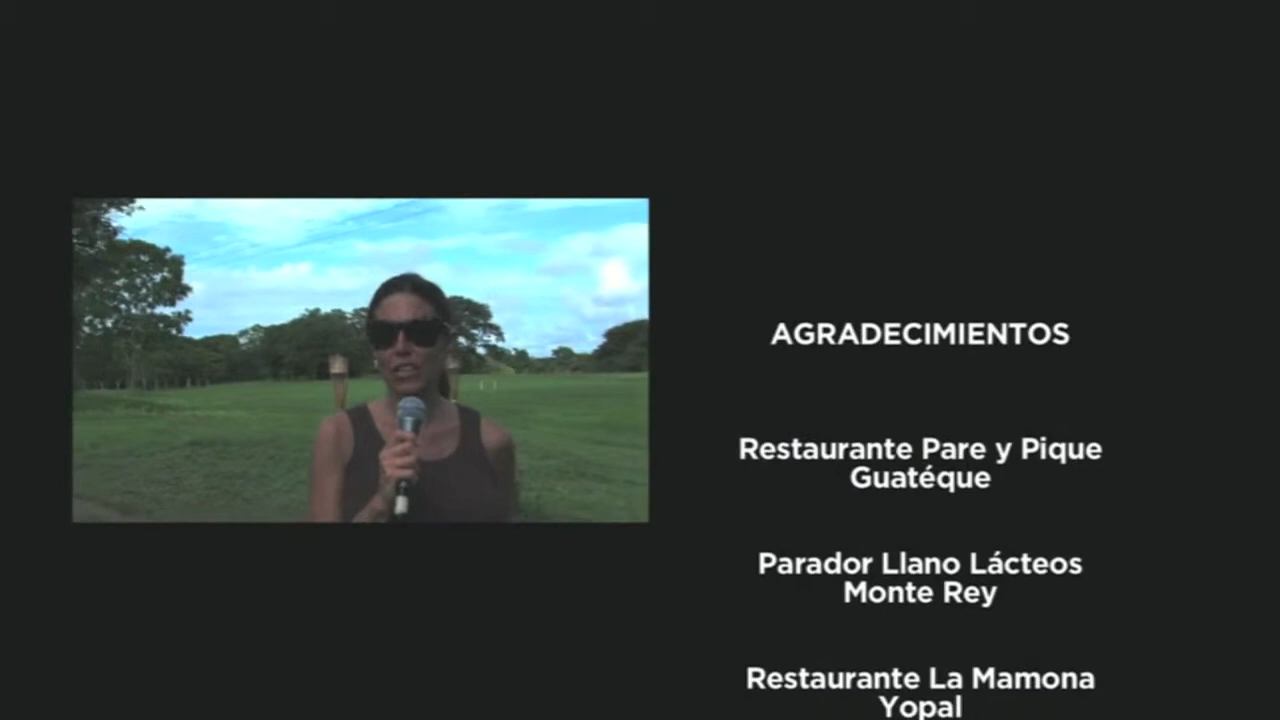 AGRADECIMIENTOS
Restaurante Pare y Pique
Guatéque
Parador Llano Lácteos
Monte Rey
Restaurante La Mamona
Yopal